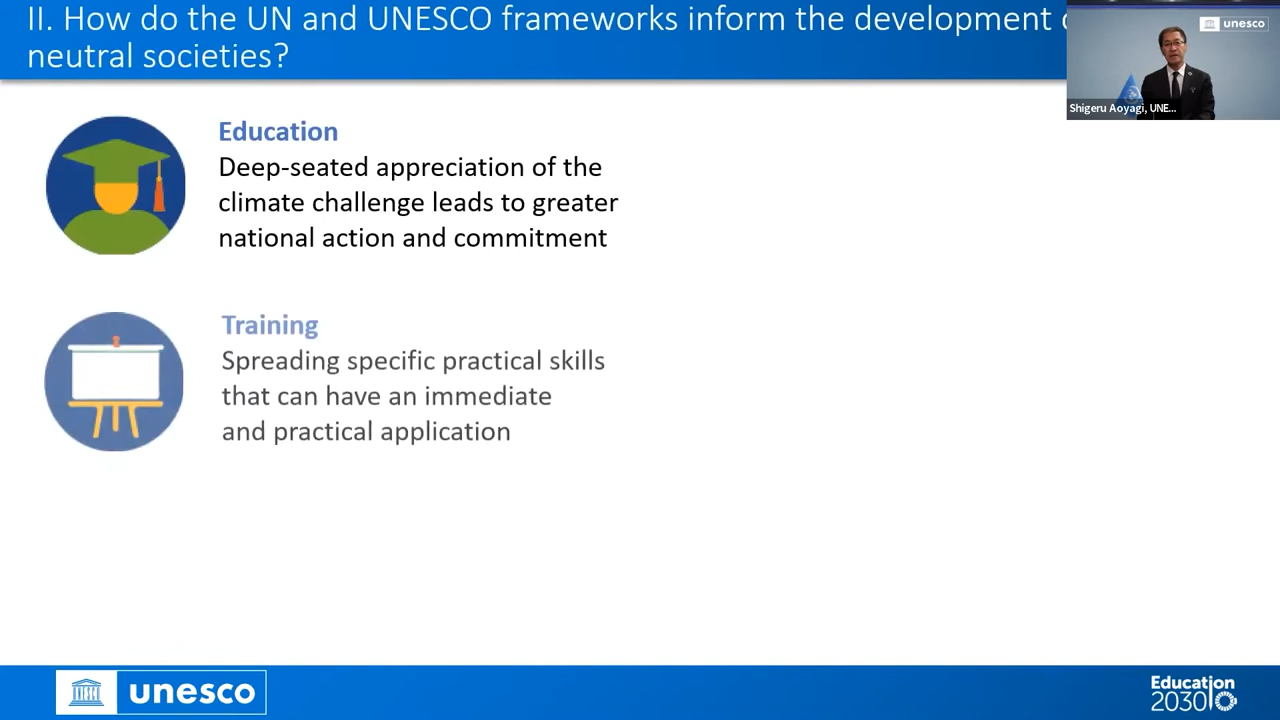 II. How do the UN and UNESCO frameworks inform the development
neutral societies?
unesco
Shigeru Aoyagi, UNE...
Education
Deep-seated appreciation of the
climate challenge leads to greater
national action and commitment
Training
Spreading specific practical skills
that can have an immediate
and practical application
unesco
Education
2030